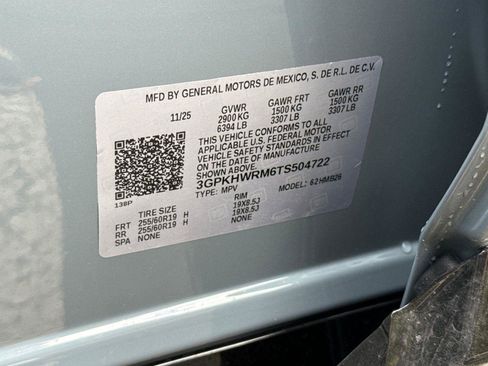 MFD BY GENERAL MOTORS DE MEXICO, S. DE R.L. DE C.V.
11/25 GVWR GAWR FRT GAWR RR
2900 KG 1500 KG 1500 KG
6394 LB 3307 LB 3307 LB
THIS VEHICLE CONFORMS TO ALL
APPLICABLE U.S. FEDERAL MOTOR
VEHICLE SAFETY STANDARDS IN EFFECT
ON THE DATE OF MANUFACTURE
SHOWN ABOVE.
3GPKHWRM6TS504722
TYPE: MPV MODEL: 62HMB26
138P
TIRE SIZE RIM
FRT 255/60R19 H 19X8.5J
RR 255/60R19 H 19X8.5J
SPA NONE NONE